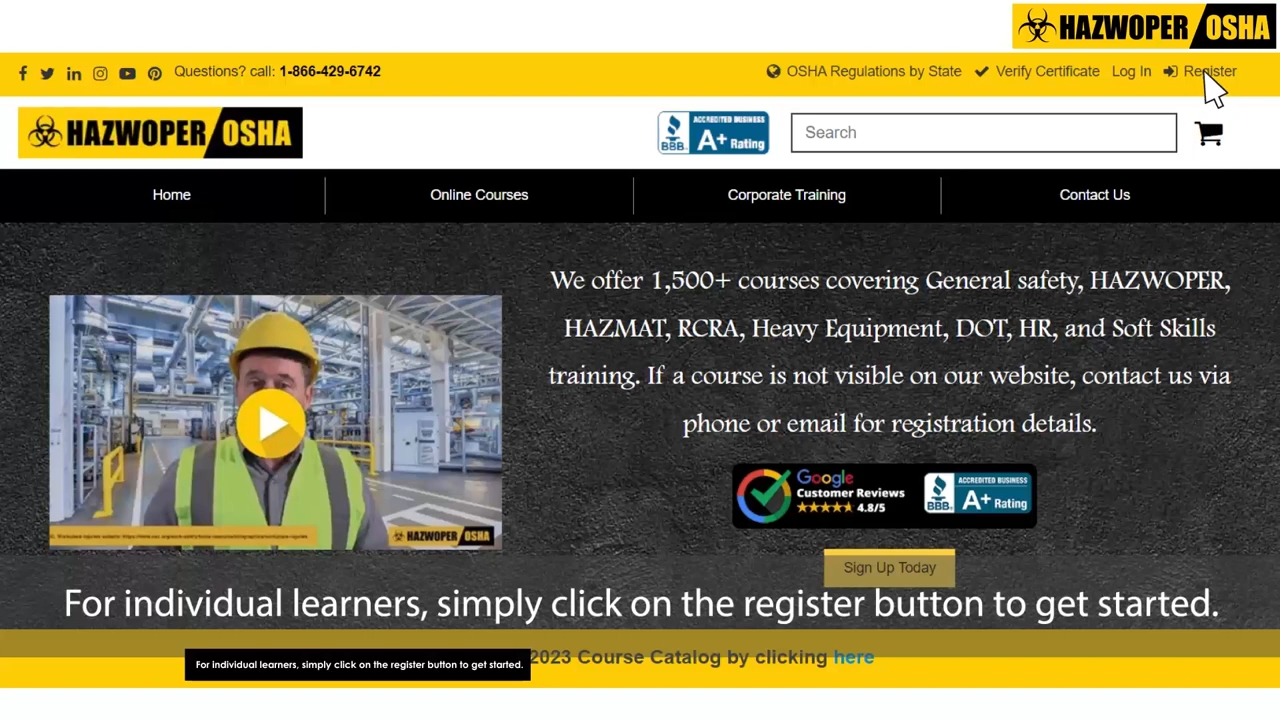 HAZWOPER OSHA
Questions? call: 1-866-429-6742
OSHA Regulations by State
Verify Certificate
Log In
Register
HAZWOPER OSHA
BBB
ACCREDITED BUSINESS
A+ Rating
Search
Home
Online Courses
Corporate Training
Contact Us
We offer 1,500+ courses covering General safety, HAZWOPER,
HAZMAT, RCRA, Heavy Equipment, DOT, HR, and Soft Skills
training. If a course is not visible on our website, contact us via
phone or email for registration details.
HAZWOPER OSHA
Google
Customer Reviews
4.8/5
BBB
ACCREDITED BUSINESS
A+ Rating
Sign Up Today
For individual learners, simply click on the register button to get started.
2023 Course Catalog by clicking here
For individual learners, simply click on the register button to get started.